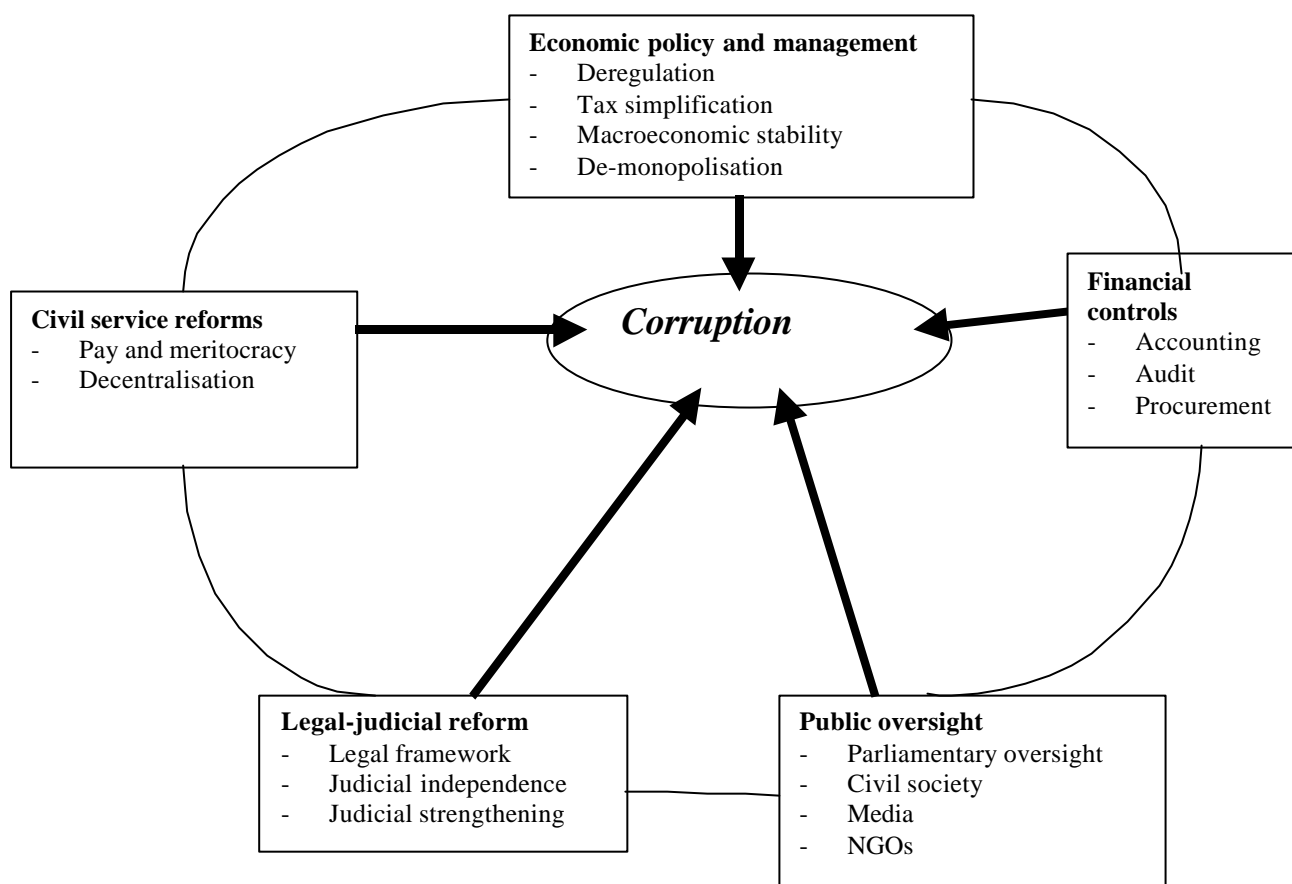 Economic policy and management
- Deregulation
- Tax simplification
- Macroeconomic stability
- De-monopolisation
Civil service reforms
- Pay and meritocracy
- Decentralisation
Corruption
Financial
controls
- Accounting
- Audit
- Procurement
Legal-judicial reform
- Legal framework
- Judicial independence
- Judicial strengthening
Public oversight
- Parliamentary oversight
- Civil society
- Media
- NGOs